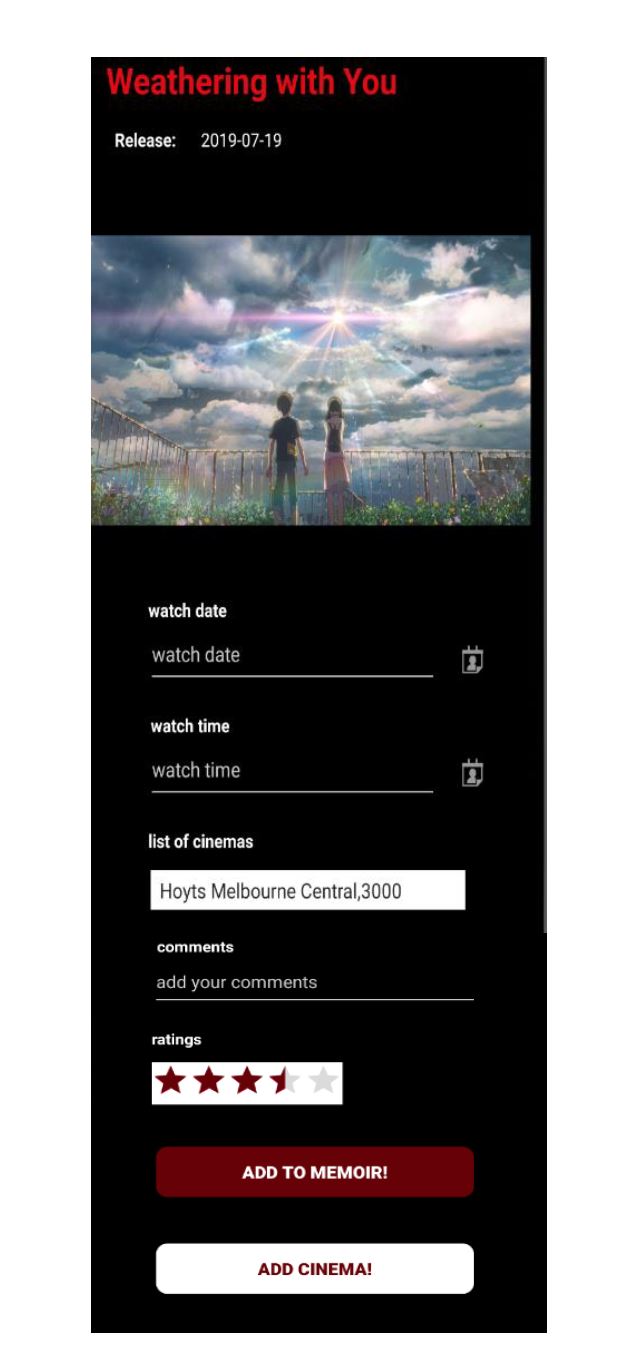 Weathering with You
Release: 2019-07-19
watch date
watch date
watch time
watch time
list of cinemas
Hoyts Melbourne Central,3000
comments
add your comments
ratings
ADD TO MEMOIR!
ADD CINEMA!